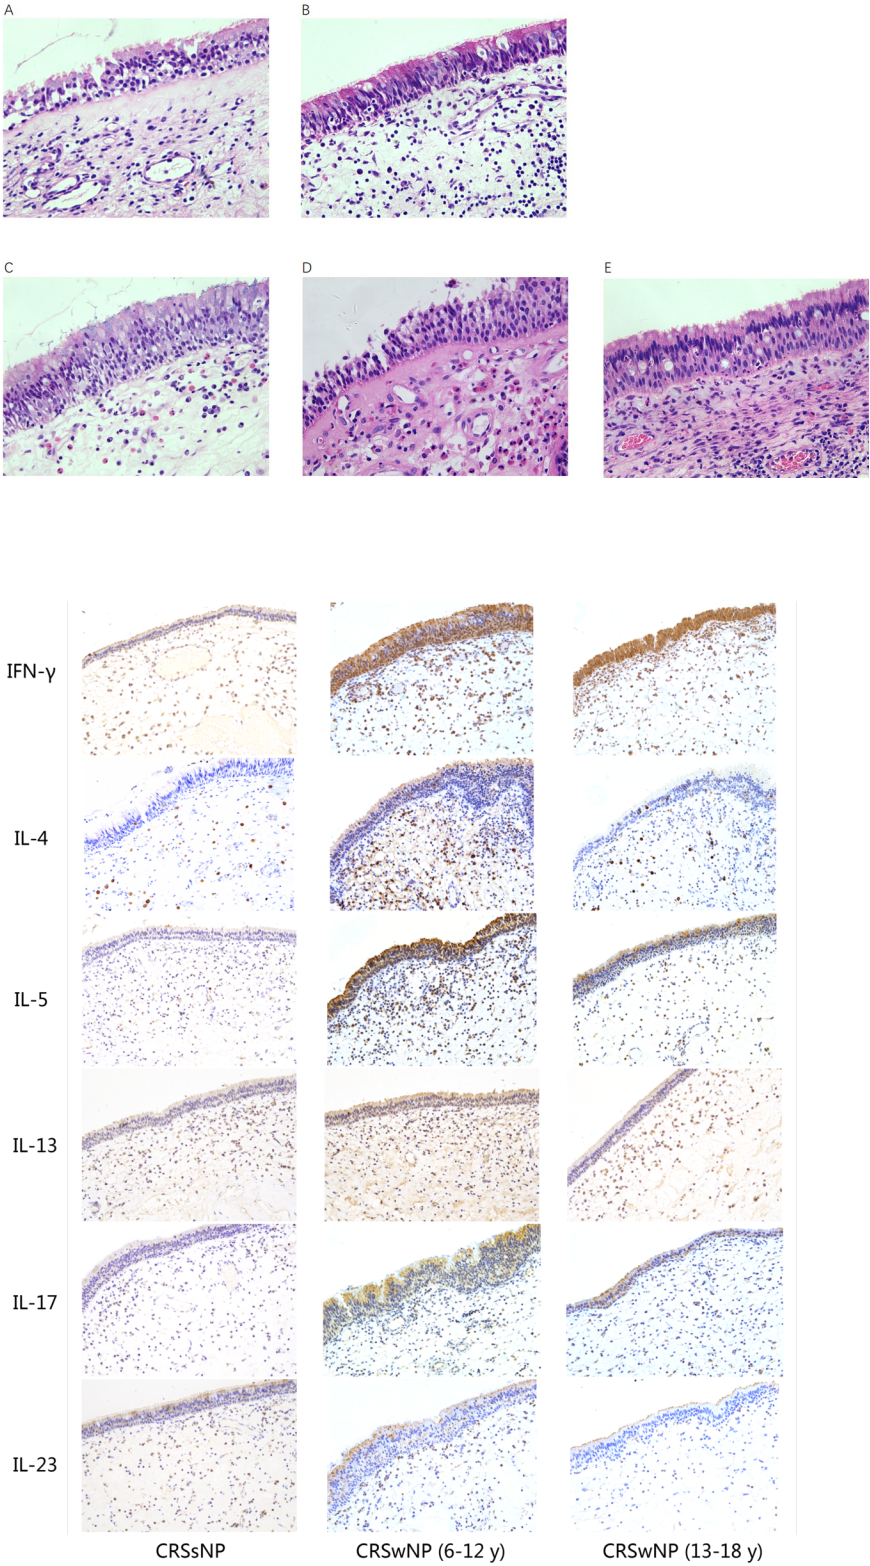 A
B
C
D
E
IFN-γ
IL-4
IL-5
IL-13
IL-17
IL-23
CRSsNP
CRSwNP (6-12 y)
CRSwNP (13-18 y)